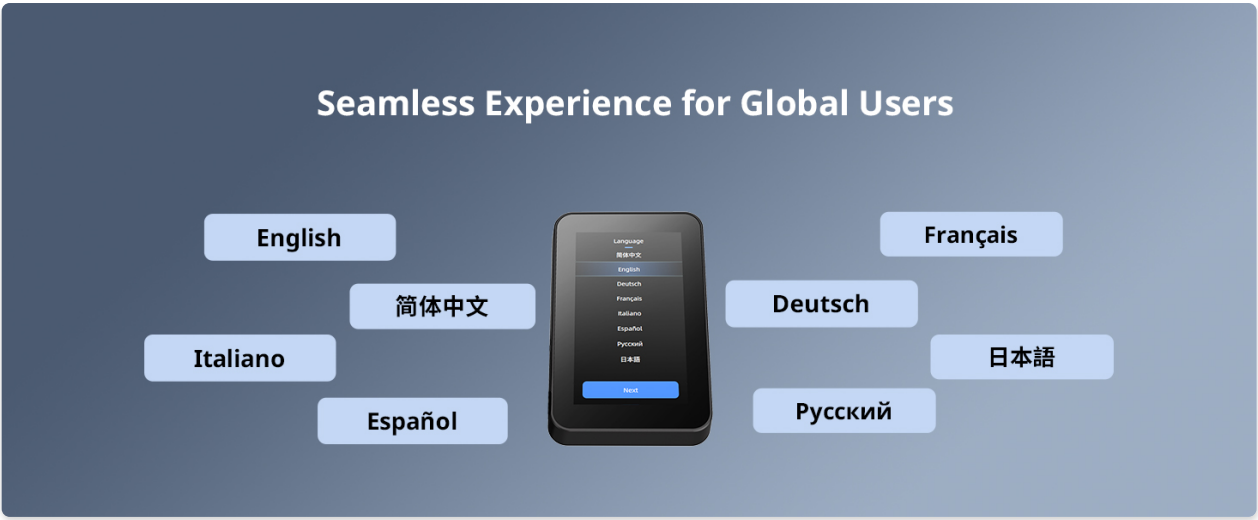 Seamless Experience for Global Users
English
简体中文
Italiano
Español
Language
简体中文
English
Deutsch
Français
Italiano
Español
Русский
日本語
Next
Français
Deutsch
日本語
Русский